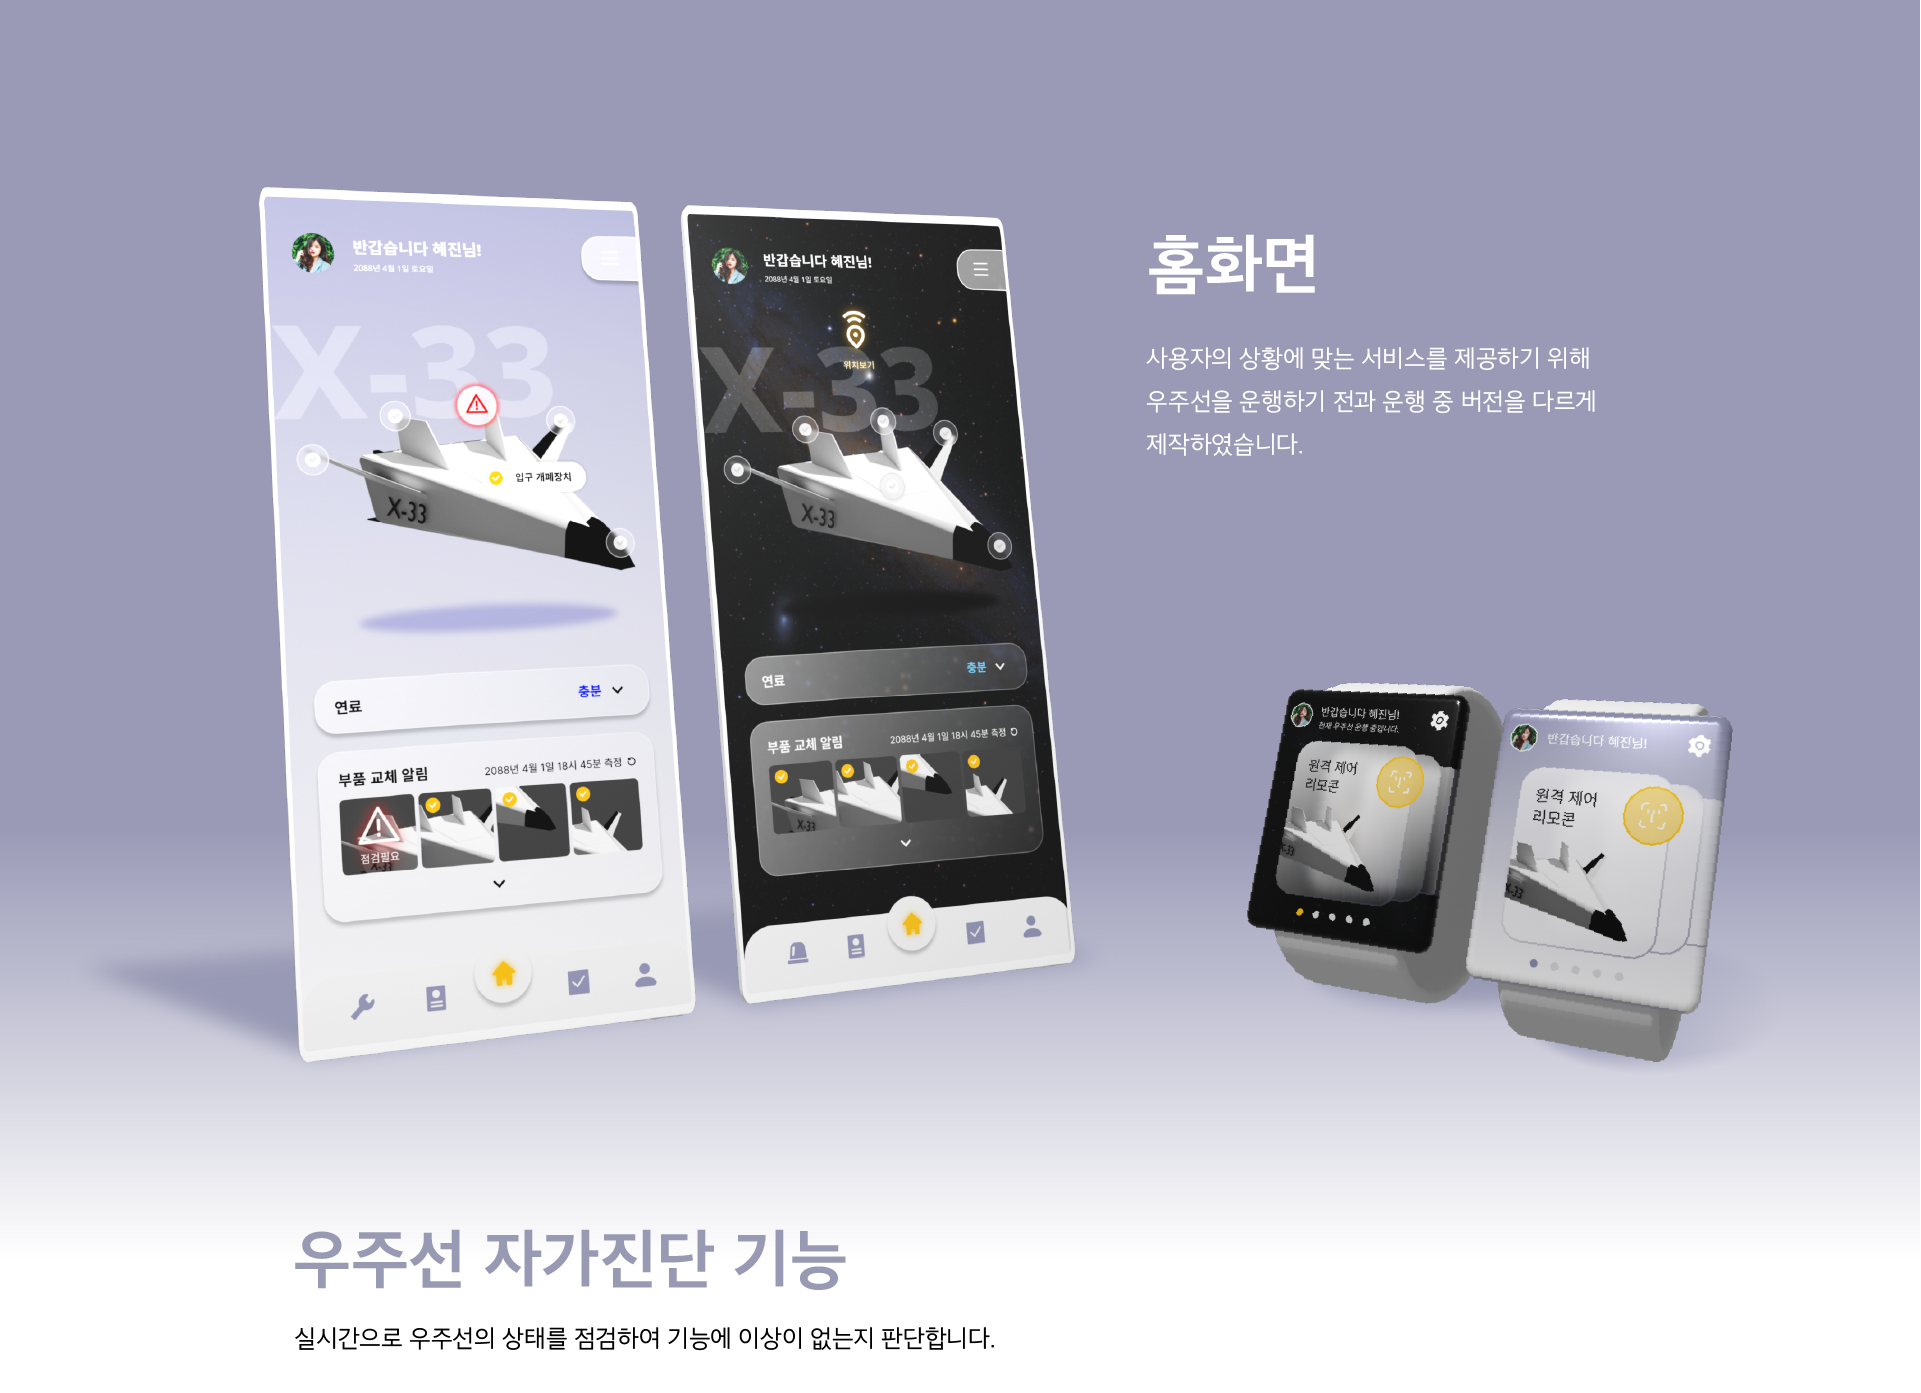 반갑습니다 혜진님!
2088년 4월 1일 토요일
X-33
입구 개폐장치
X-33
연료
충분
부품 교체 알림
2088년 4월 1일 18시 45분 측정
점검필요
X-33
반갑습니다 혜진님!
2088년 4월 1일 토요일
위치보기
X-33
X-33
연료
충분
부품 교체 알림
2088년 4월 1일 18시 45분 측정
X-33
홈화면
사용자의 상황에 맞는 서비스를 제공하기 위해
우주선을 운행하기 전과 운행 중 버전을 다르게
제작하였습니다.
반갑습니다 혜진님!
현재 우주선 운행 중입니다.
원격 제어
리모콘
X-33
반갑습니다 혜진님!
원격 제어
리모콘
X-33
우주선 자가진단 기능
실시간으로 우주선의 상태를 점검하여 기능에 이상이 없는지 판단합니다.